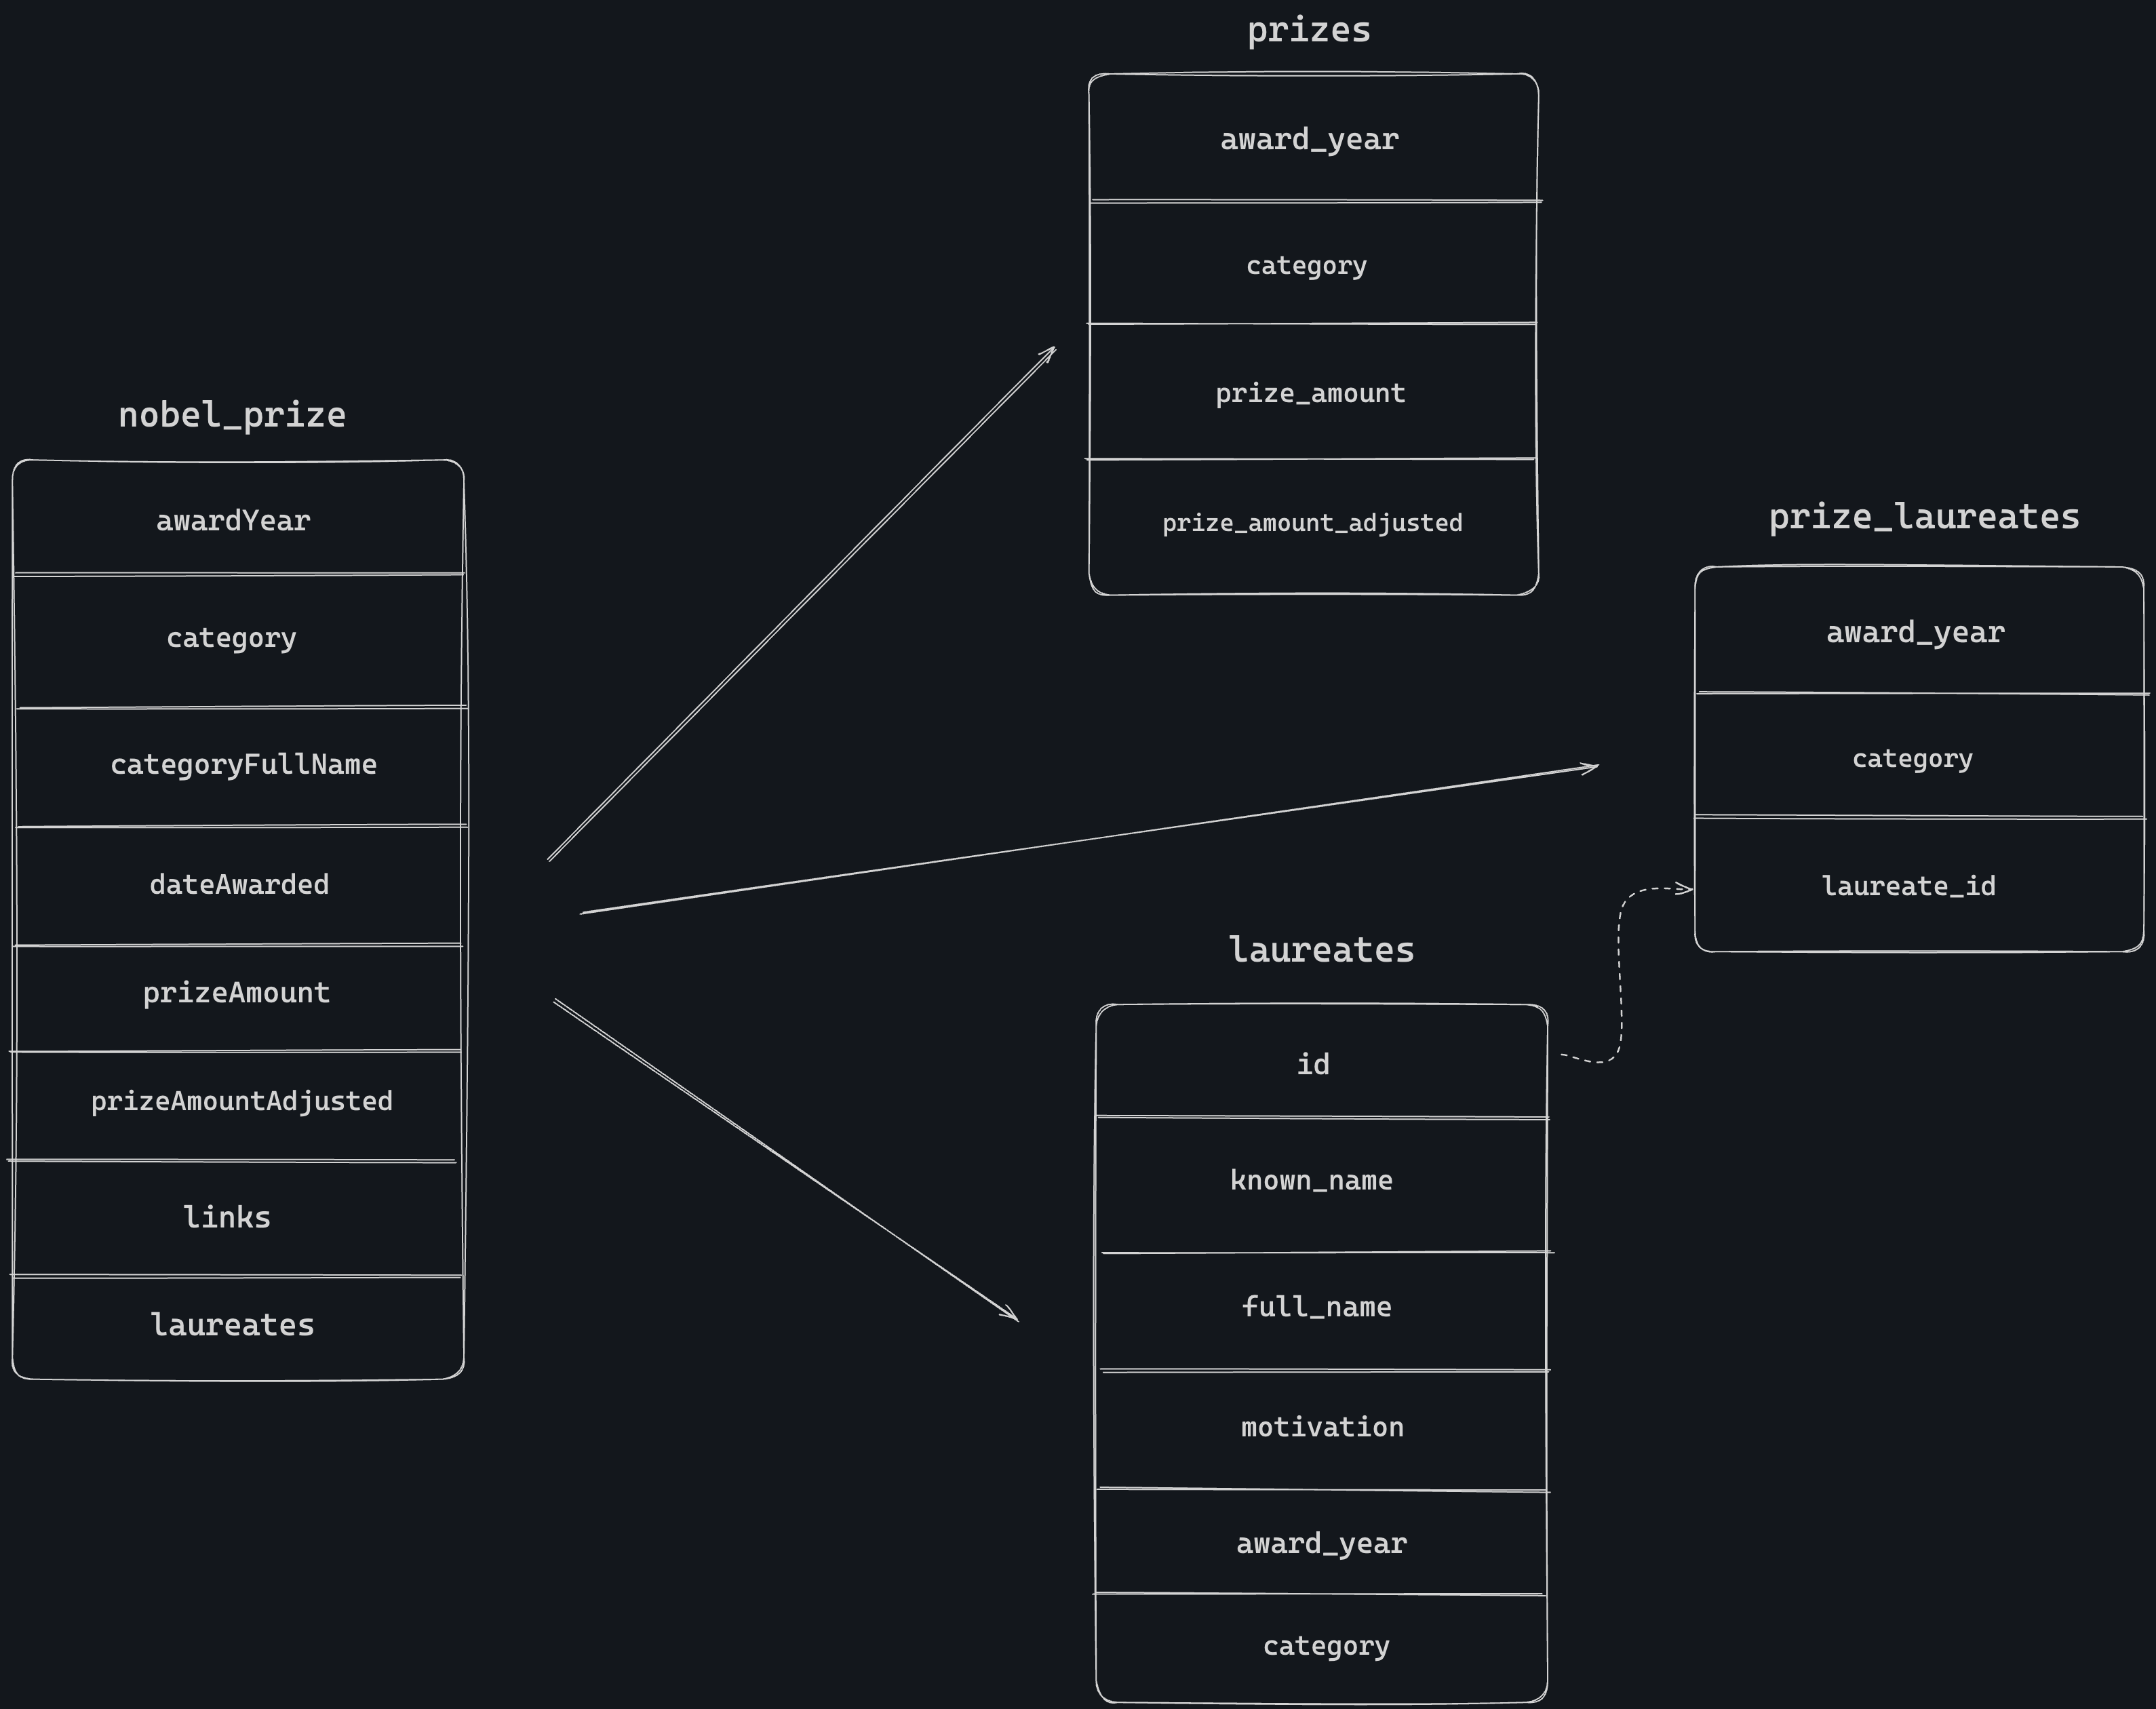 nobel_prize
awardYear
category
categoryFullName
dateAwarded
prizeAmount
prizeAmountAdjusted
links
laureates
prizes
award_year
category
prize_amount
prize_amount_adjusted
laureates
id
known_name
full_name
motivation
award_year
category
prize_laureates
award_year
category
laureate_id